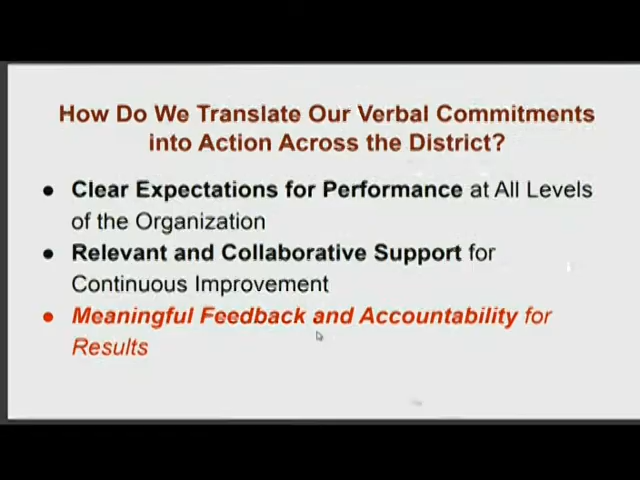 How Do We Translate Our Verbal Commitments
into Action Across the District?
● Clear Expectations for Performance at All Levels
of the Organization
● Relevant and Collaborative Support for
Continuous Improvement
● Meaningful Feedback and Accountability for
Results